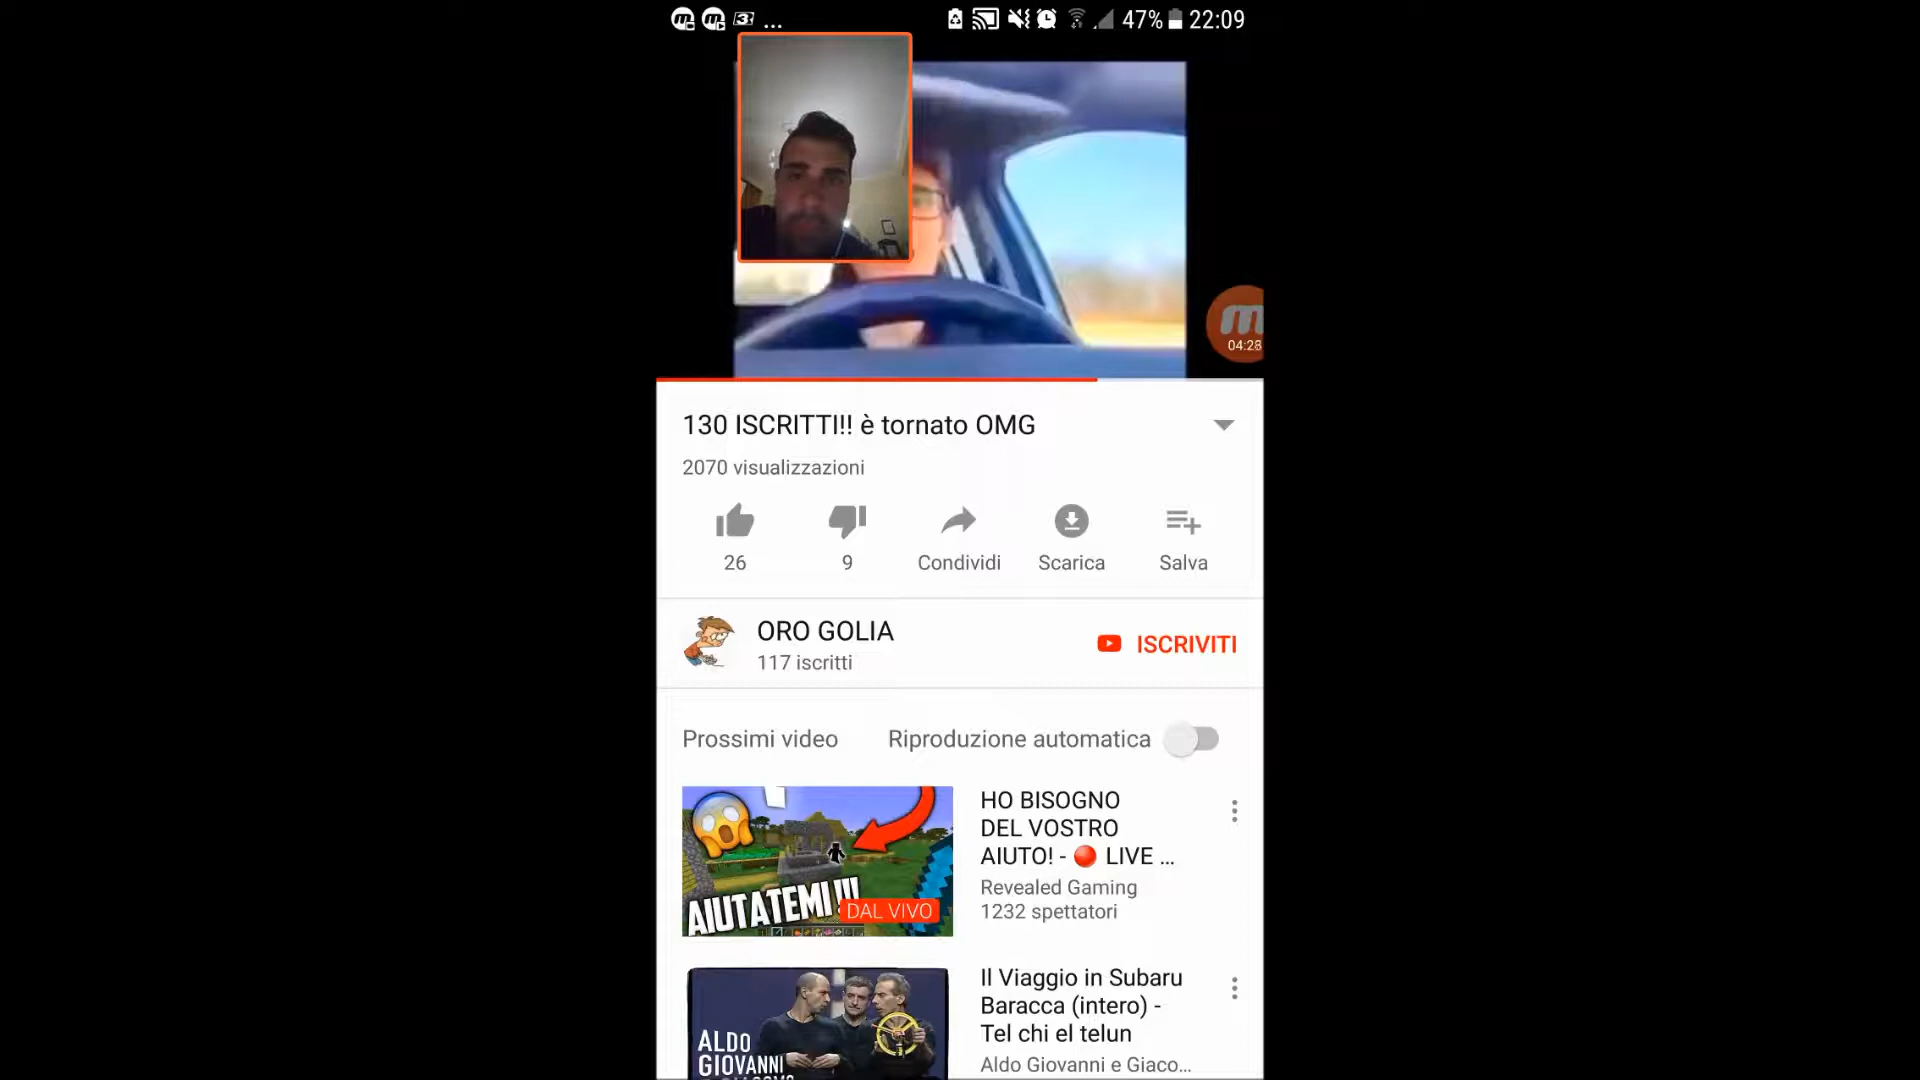 47% 22:09
04:28
130 ISCRITTI!! è tornato OMG
2070 visualizzazioni
26
9
Condividi
Scarica
Salva
ORO GOLIA
117 iscritti
ISCRIVITI
Prossimi video
Riproduzione automatica
AIUTATEMI!!!
DAL VIVO
HO BISOGNO
DEL VOSTRO
AIUTO! - 🔴 LIVE ...
Revealed Gaming
1232 spettatori
ALDO
GIOVANNI
Il Viaggio in Subaru
Baracca (intero) -
Tel chi el telun
Aldo Giovanni e Giaco...